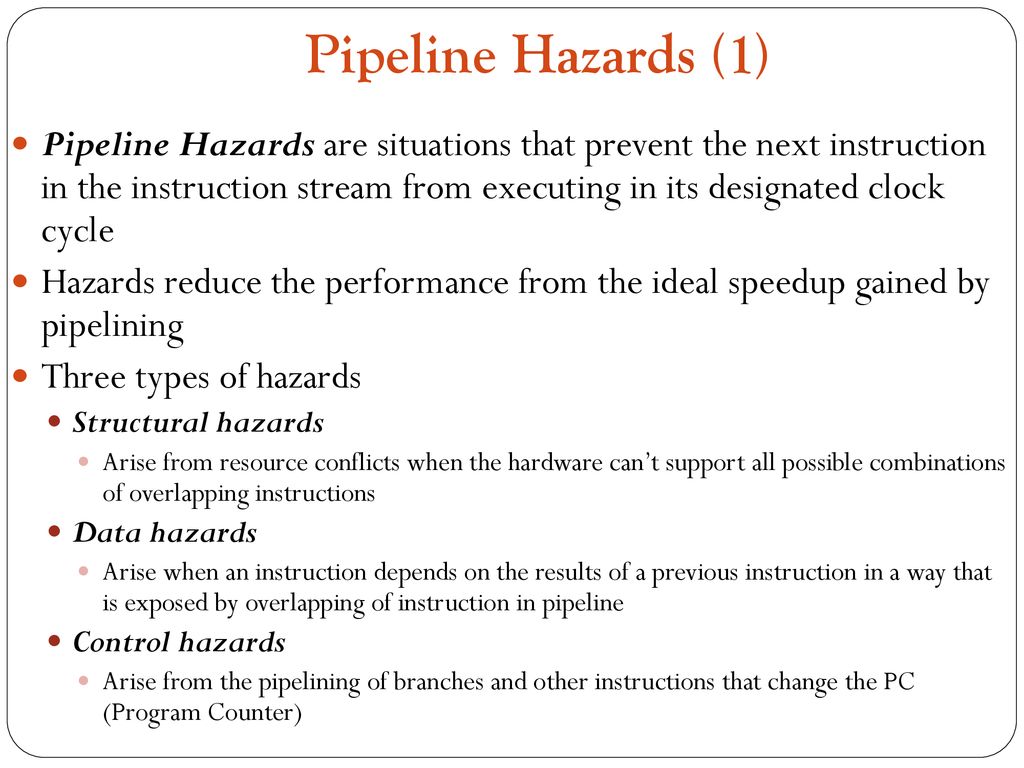 Pipeline Hazards (1)
• Pipeline Hazards are situations that prevent the next instruction
in the instruction stream from executing in its designated clock
cycle
• Hazards reduce the performance from the ideal speedup gained by
pipelining
• Three types of hazards
• Structural hazards
• Arise from resource conflicts when the hardware can’t support all possible combinations
of overlapping instructions
• Data hazards
• Arise when an instruction depends on the results of a previous instruction in a way that
is exposed by overlapping of instruction in pipeline
• Control hazards
• Arise from the pipelining of branches and other instructions that change the PC
(Program Counter)